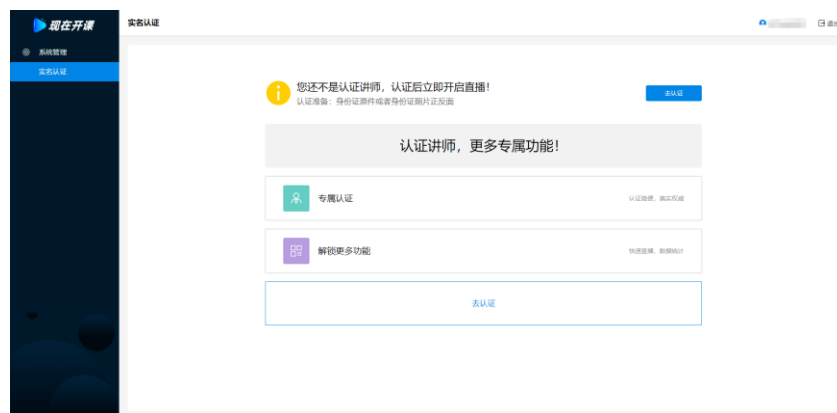 现在开课
实名认证
系统管理
实名认证
您还不是认证讲师，认证后立即开启直播！
认证准备：身份证原件或者身份证照片正反面
去认证
认证讲师，更多专属功能！
专属认证
认证简便，真实权威
解锁更多功能
快速直播，数据统计
去认证